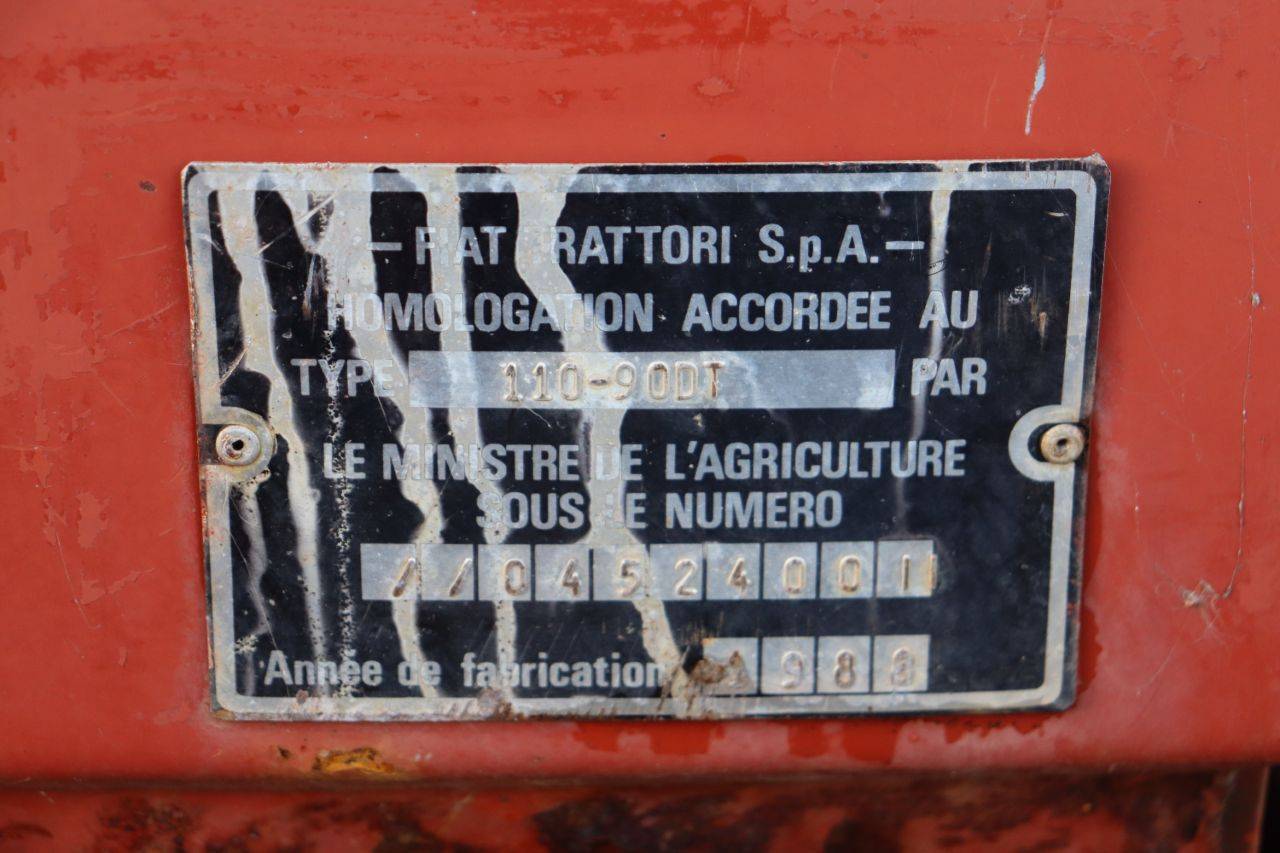 — FIAT TRATTORI S.p.A. —
HOMOLOGATION ACCORDEE AU
TYPE 110-90DT PAR
LE MINISTRE DE L'AGRICULTURE
SOUS LE NUMERO
//04524001
Année de fabrication 1988